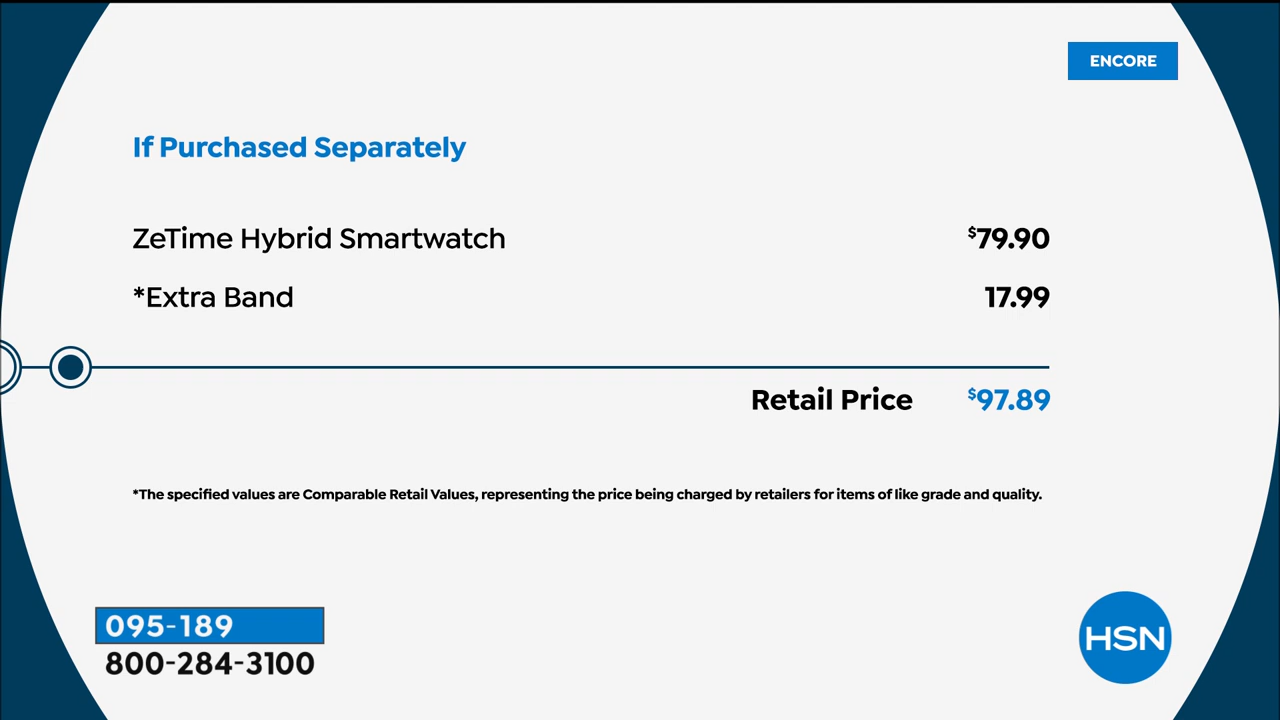 ENCORE
If Purchased Separately
ZeTime Hybrid Smartwatch $79.90
*Extra Band 17.99
Retail Price $97.89
*The specified values are Comparable Retail Values, representing the price being charged by retailers for items of like grade and quality.
095-189
800-284-3100
HSN